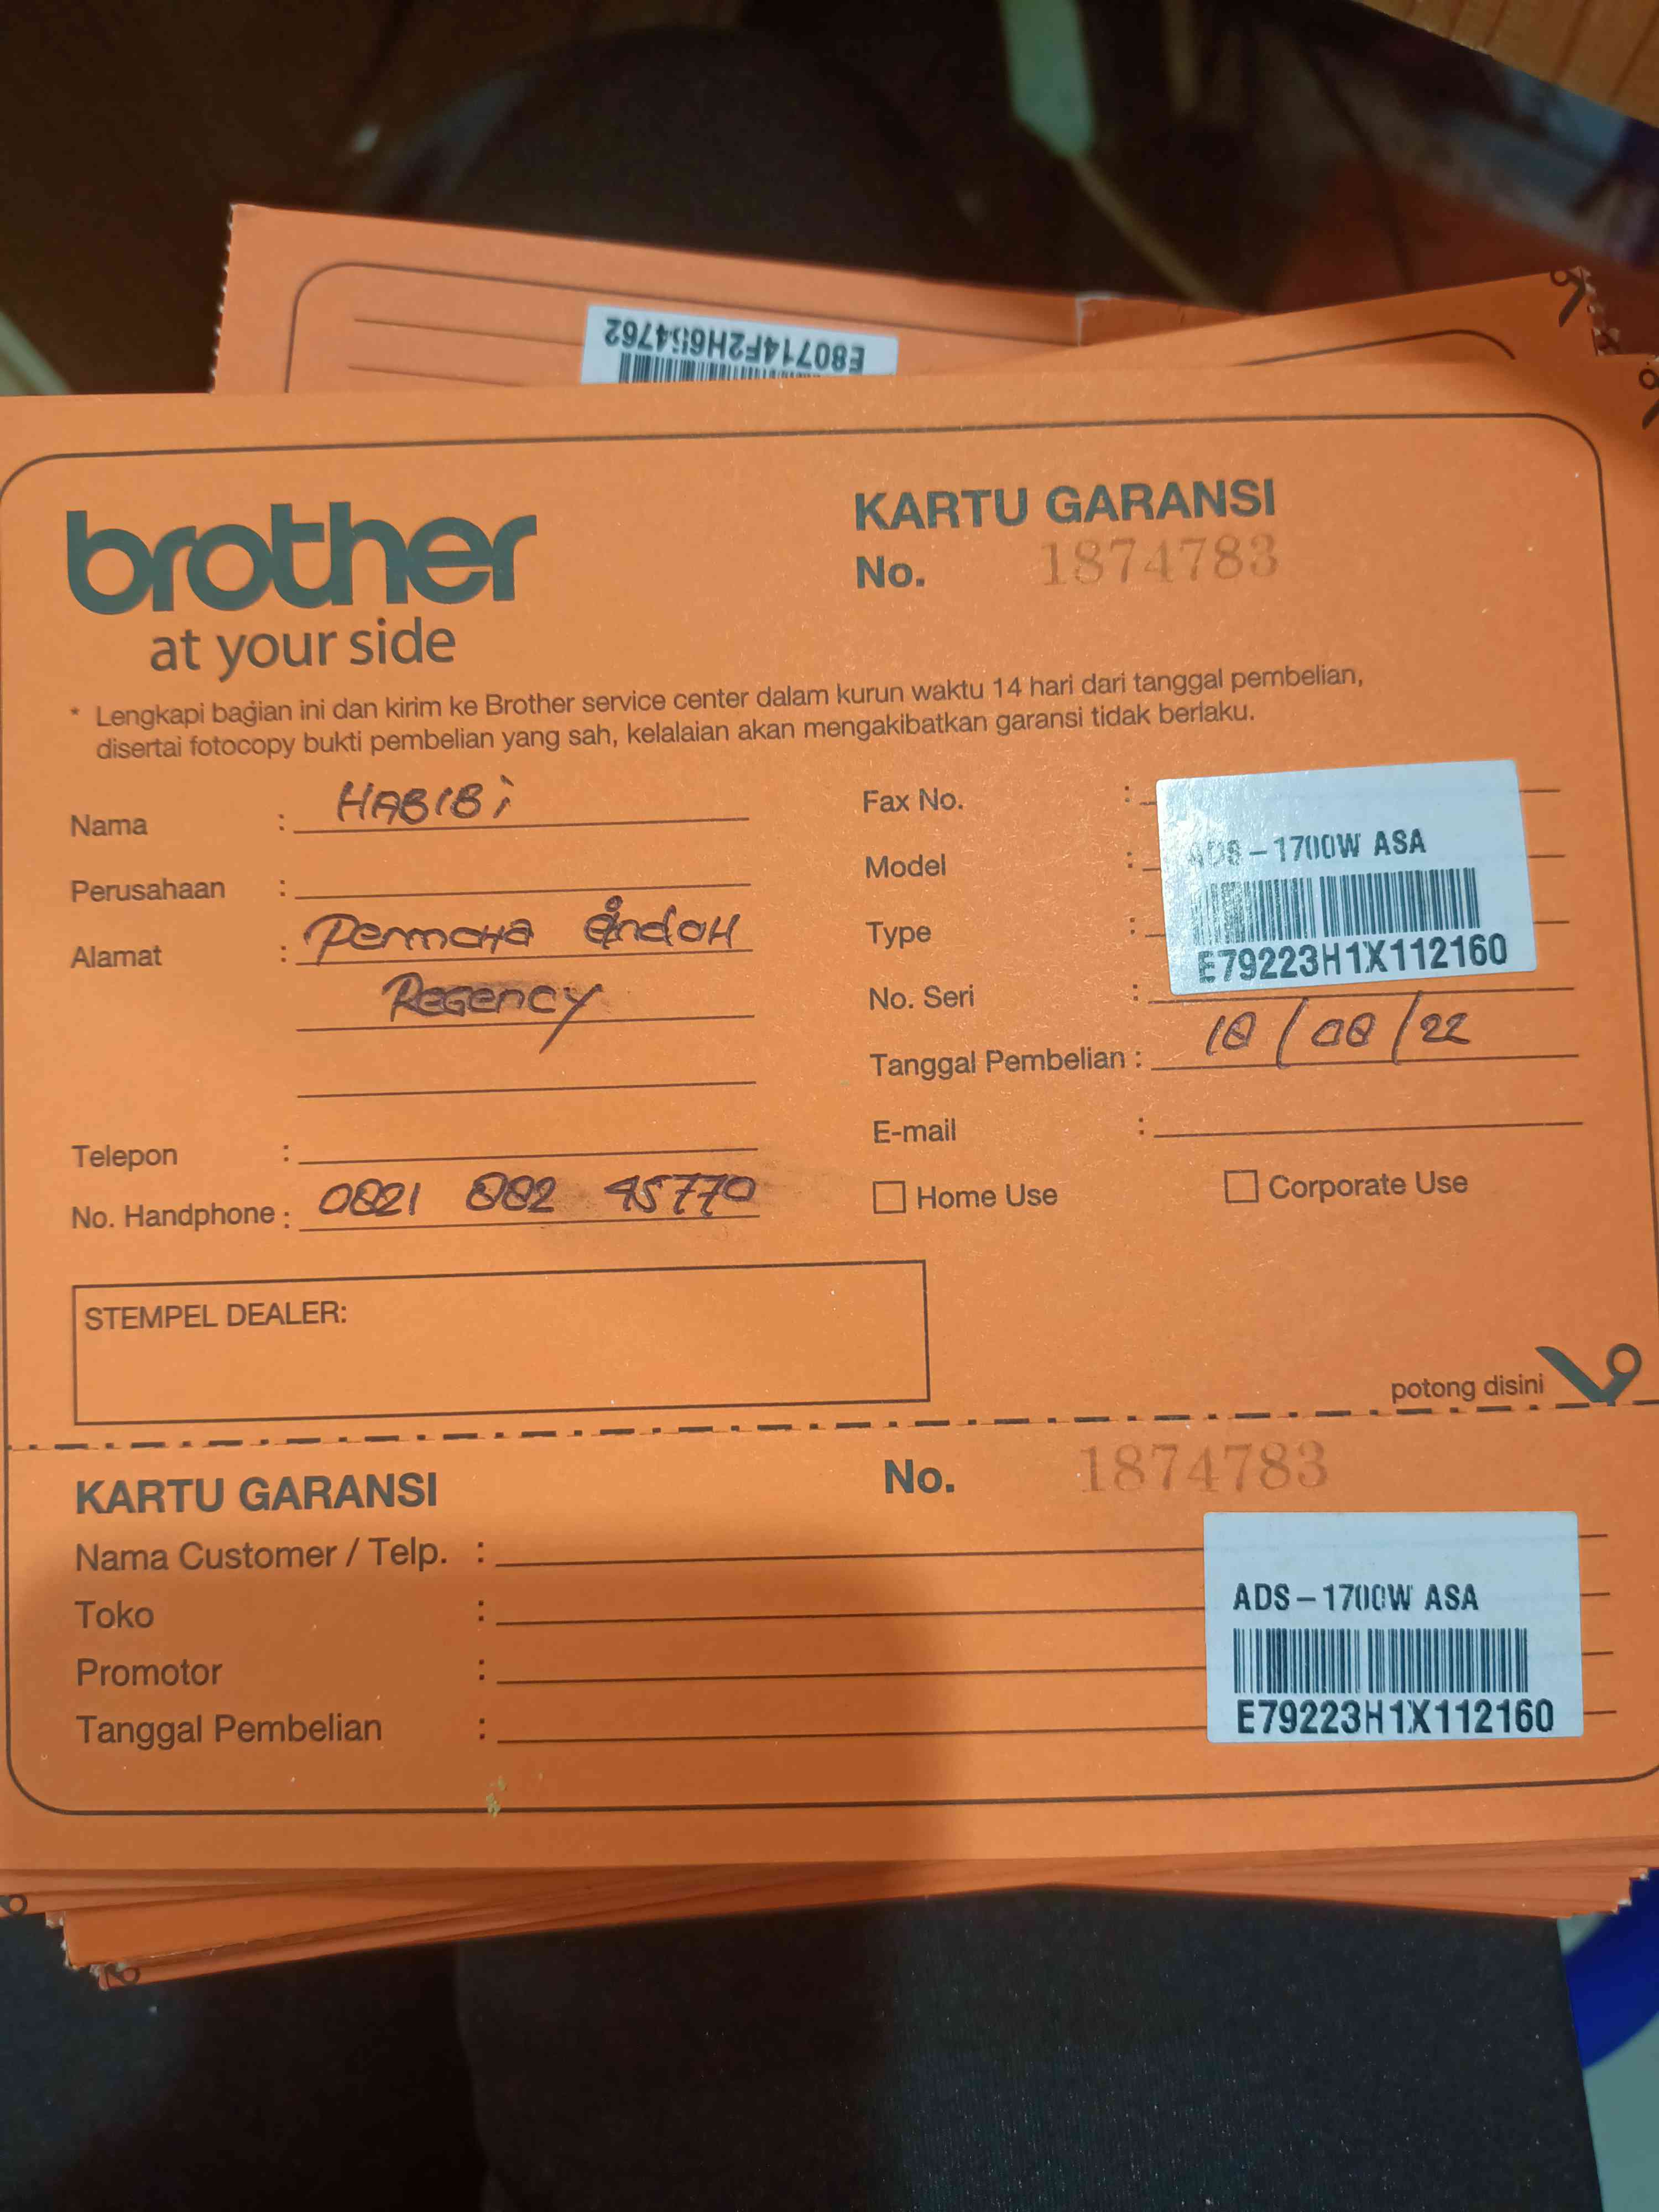 E80714F2H654762
brother
at your side
KARTU GARANSI
No. 1874783
* Lengkapi bagian ini dan kirim ke Brother service center dalam kurun waktu 14 hari dari tanggal pembelian,
disertai fotocopy bukti pembelian yang sah, kelalaian akan mengakibatkan garansi tidak berlaku.
Nama : HABIBi
Perusahaan :
Alamat : Permata indah
Regency
Telepon :
No. Handphone : 0821 882 45770
Fax No. :
Model : ADS-1700W ASA
Type :
E79223H1X112160
No. Seri :
Tanggal Pembelian : 18/08/22
E-mail :
Home Use Corporate Use
STEMPEL DEALER:
potong disini
KARTU GARANSI No. 1874783
Nama Customer / Telp. :
Toko :
Promotor :
Tanggal Pembelian :
ADS-1700W ASA
E79223H1X112160